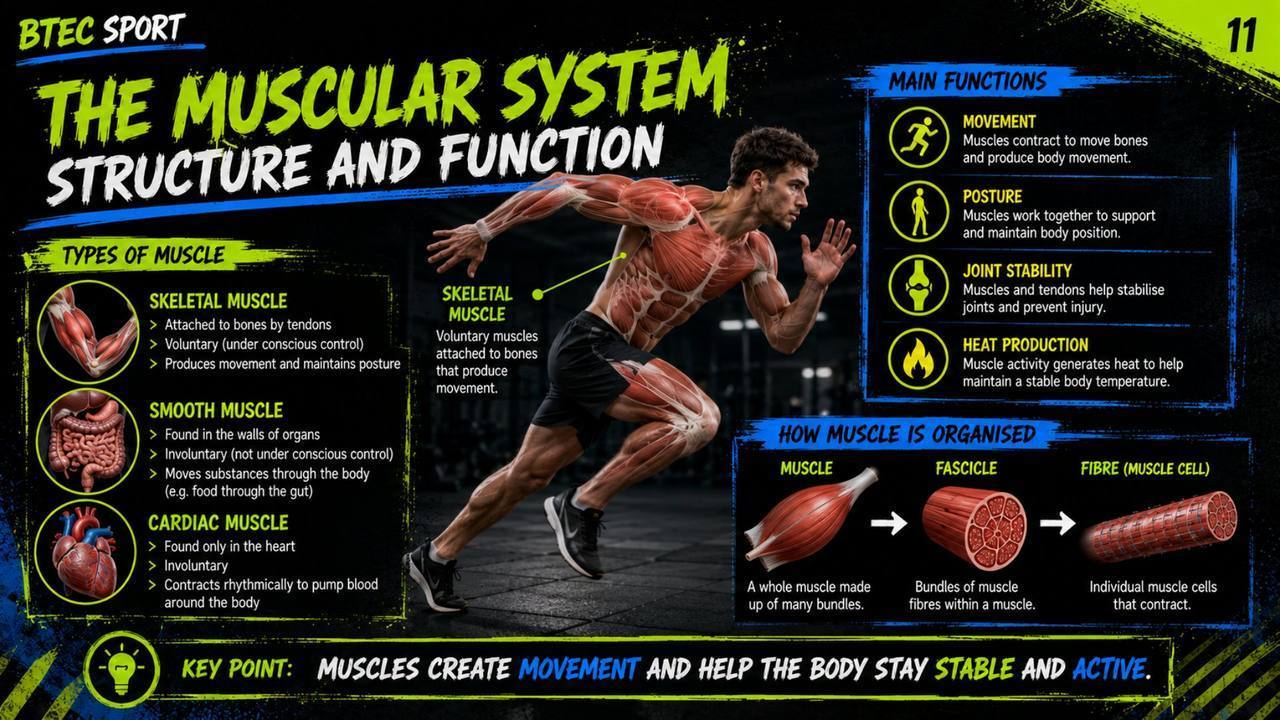 BTEC SPORT
11
THE MUSCULAR SYSTEM
STRUCTURE AND FUNCTION
TYPES OF MUSCLE
SKELETAL MUSCLE
> Attached to bones by tendons
> Voluntary (under conscious control)
> Produces movement and maintains posture
SMOOTH MUSCLE
> Found in the walls of organs
> Involuntary (not under conscious control)
> Moves substances through the body
(e.g. food through the gut)
CARDIAC MUSCLE
> Found only in the heart
> Involuntary
> Contracts rhythmically to pump blood
around the body
SKELETAL
MUSCLE
Voluntary muscles
attached to bones
that produce
movement.
MAIN FUNCTIONS
MOVEMENT
Muscles contract to move bones
and produce body movement.
POSTURE
Muscles work together to support
and maintain body position.
JOINT STABILITY
Muscles and tendons help stabilise
joints and prevent injury.
HEAT PRODUCTION
Muscle activity generates heat to help
maintain a stable body temperature.
HOW MUSCLE IS ORGANISED
MUSCLE
A whole muscle made
up of many bundles.
FASCICLE
Bundles of muscle
fibres within a muscle.
FIBRE (MUSCLE CELL)
Individual muscle cells
that contract.
KEY POINT: MUSCLES CREATE MOVEMENT AND HELP THE BODY STAY STABLE AND ACTIVE.